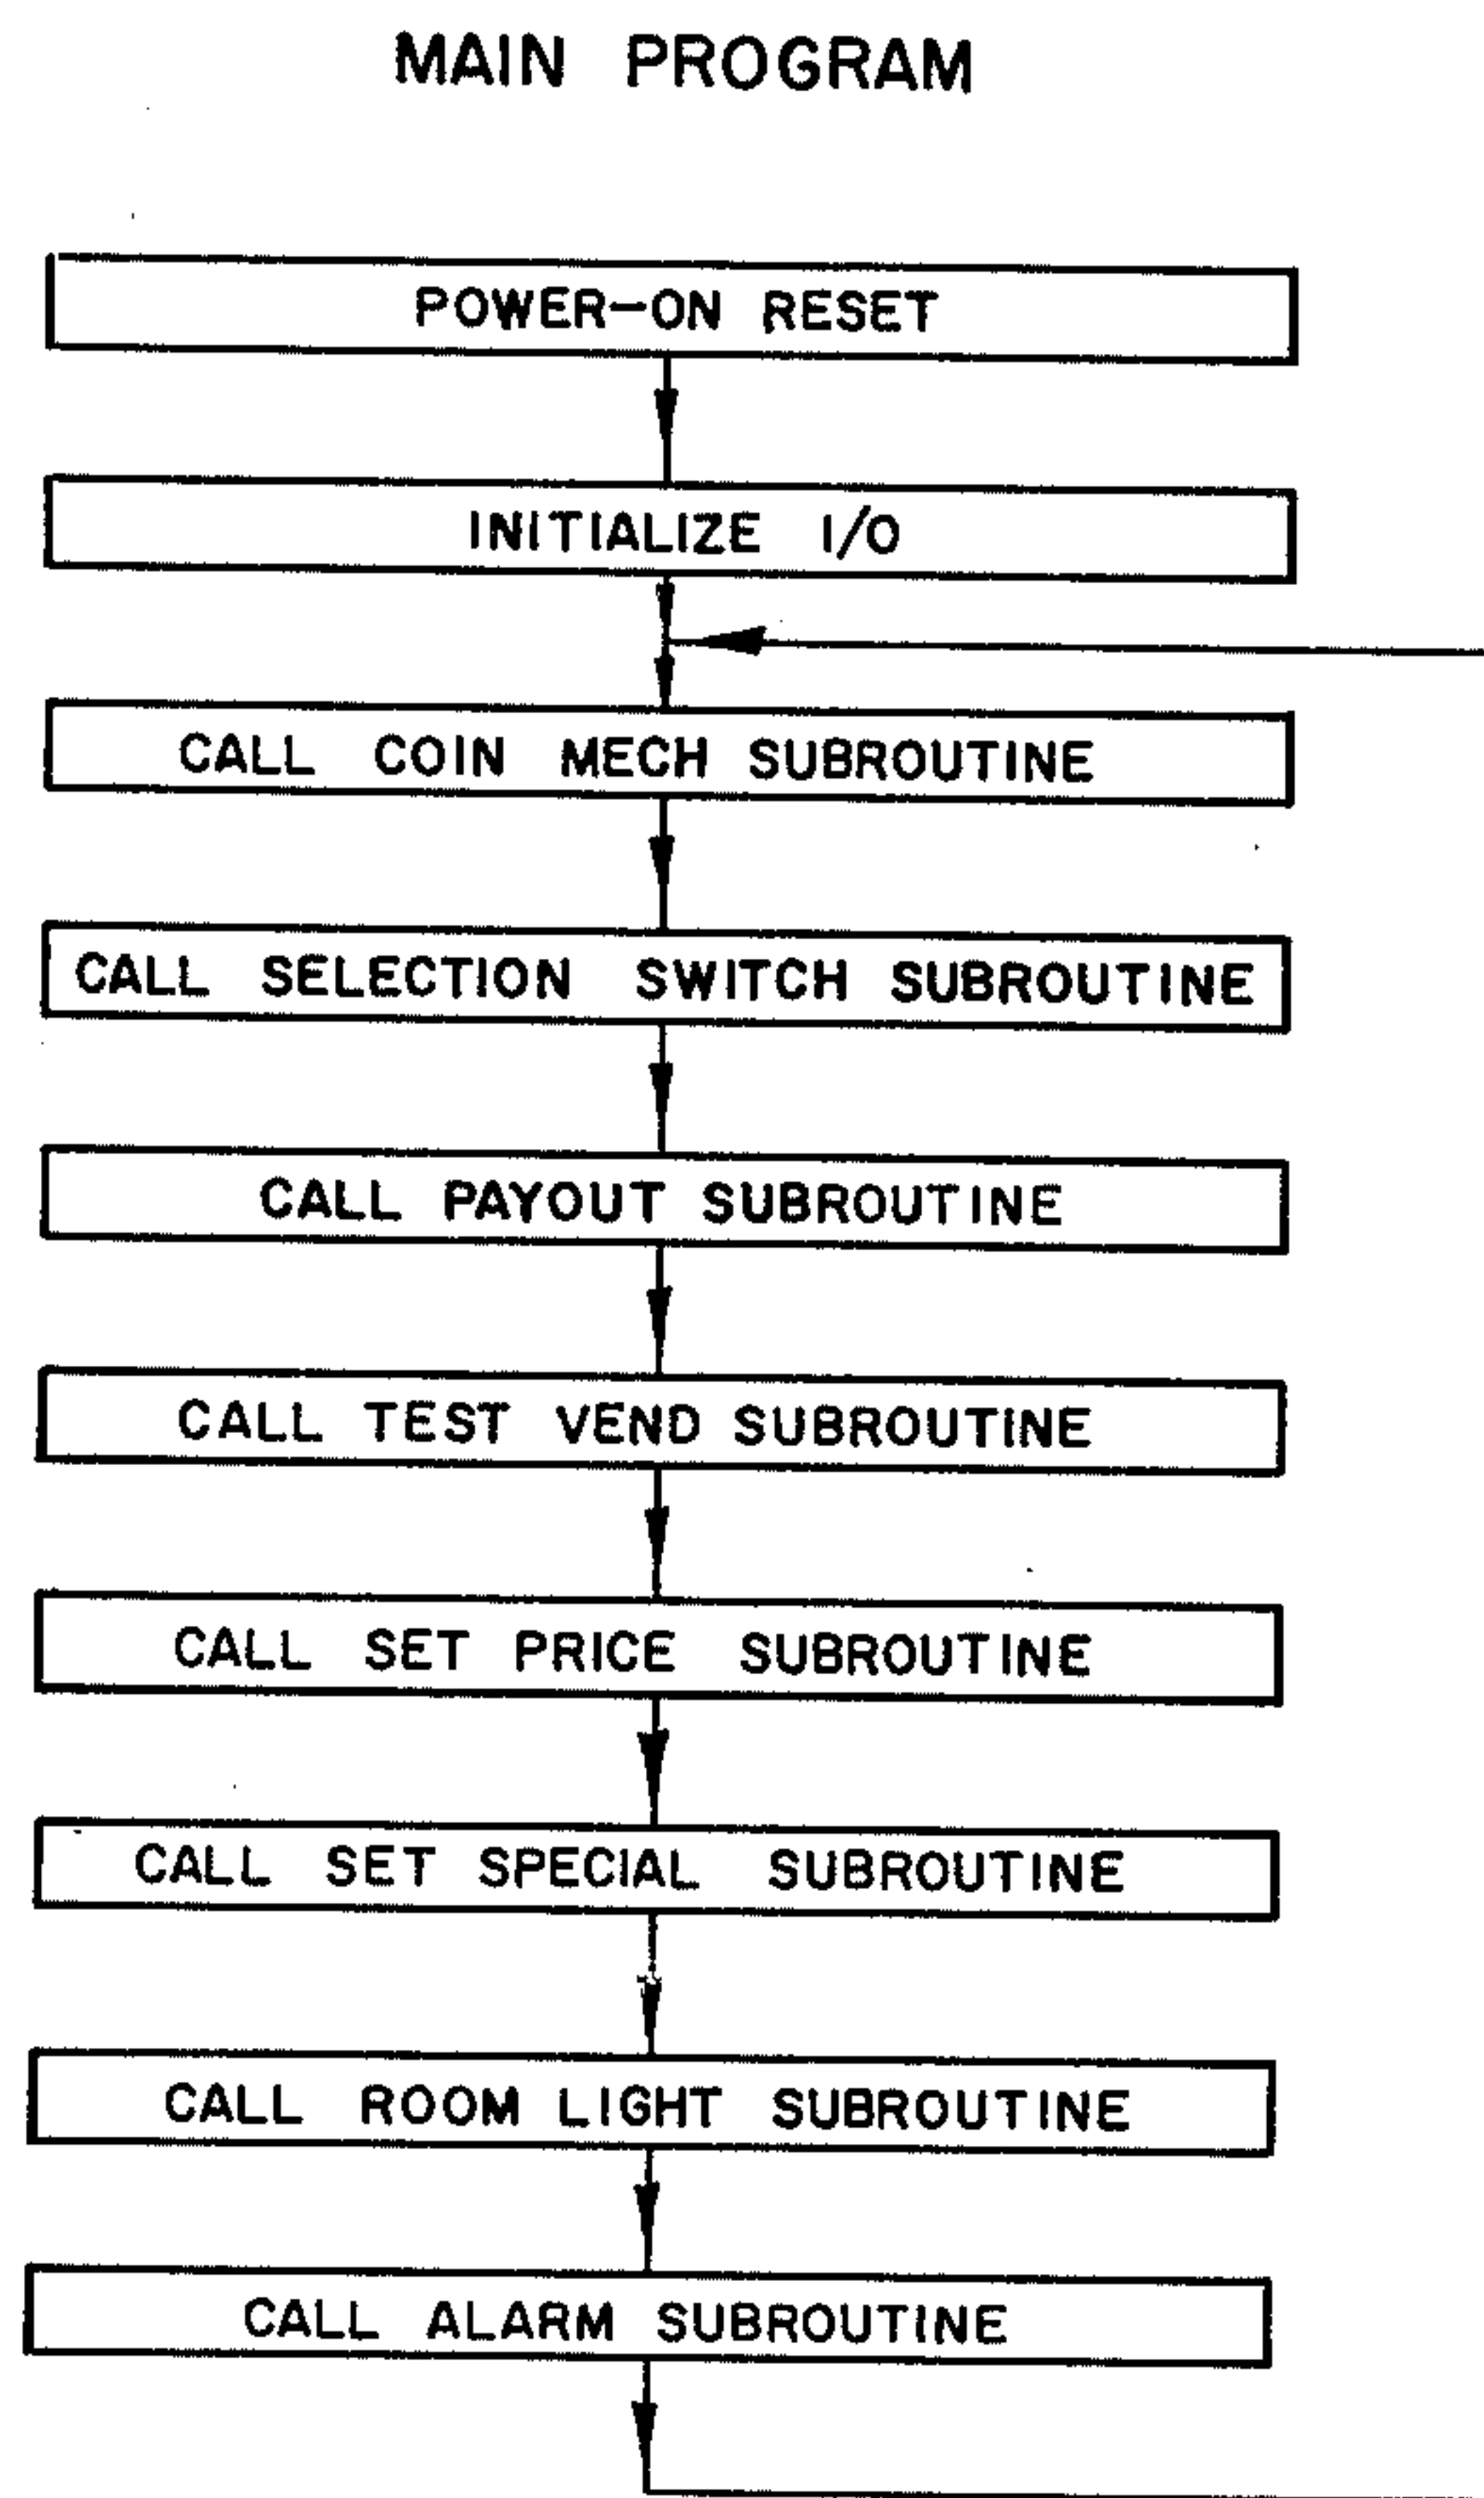 MAIN PROGRAM
POWER-ON RESET
INITIALIZE I/O
CALL COIN MECH SUBROUTINE
CALL SELECTION SWITCH SUBROUTINE
CALL PAYOUT SUBROUTINE
CALL TEST VEND SUBROUTINE
CALL SET PRICE SUBROUTINE
CALL SET SPECIAL SUBROUTINE
CALL ROOM LIGHT SUBROUTINE
CALL ALARM SUBROUTINE